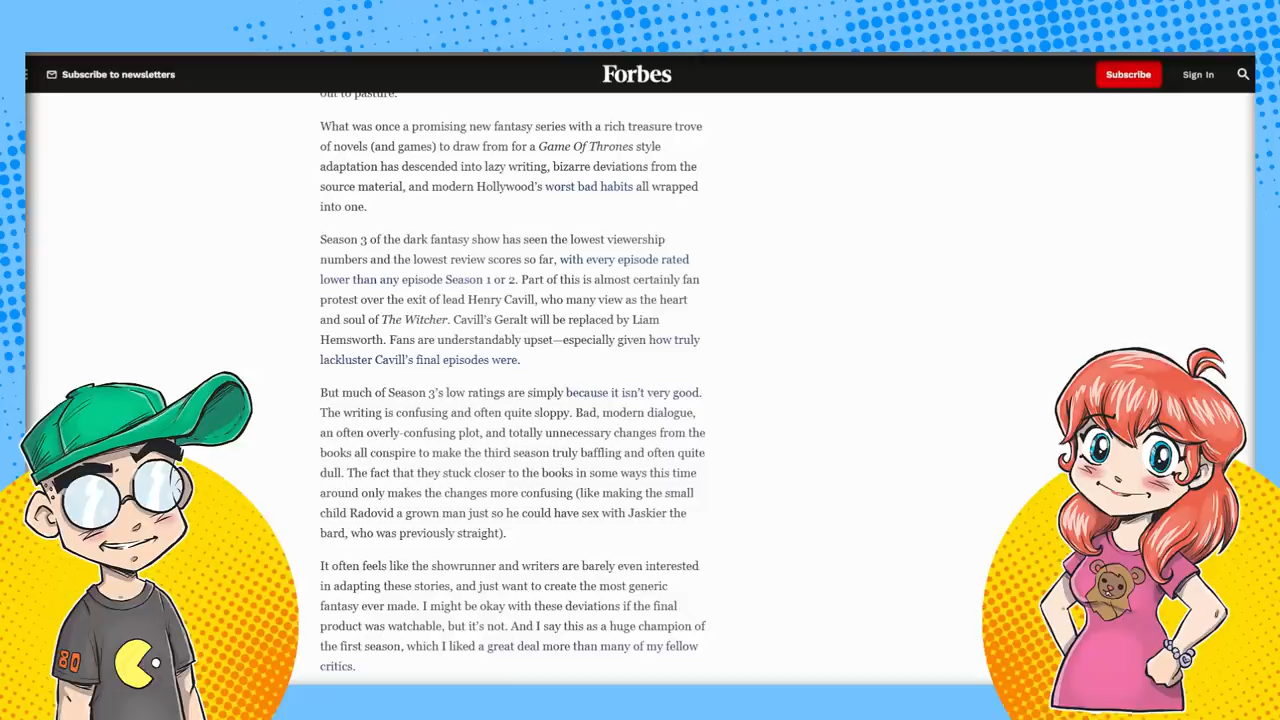 Subscribe to newsletters
Forbes
Subscribe
Sign In
out to pasture.
What was once a promising new fantasy series with a rich treasure trove
of novels (and games) to draw from for a Game Of Thrones style
adaptation has descended into lazy writing, bizarre deviations from the
source material, and modern Hollywood's worst bad habits all wrapped
into one.
Season 3 of the dark fantasy show has seen the lowest viewership
numbers and the lowest review scores so far, with every episode rated
lower than any episode Season 1 or 2. Part of this is almost certainly fan
protest over the exit of lead Henry Cavill, who many view as the heart
and soul of The Witcher. Cavill's Geralt will be replaced by Liam
Hemsworth. Fans are understandably upset—especially given how truly
lackluster Cavill's final episodes were.
But much of Season 3's low ratings are simply because it isn't very good.
The writing is confusing and often quite sloppy. Bad, modern dialogue,
an often overly-confusing plot, and totally unnecessary changes from the
books all conspire to make the third season truly baffling and often quite
dull. The fact that they stuck closer to the books in some ways this time
around only makes the changes more confusing (like making the small
child Radovid a grown man just so he could have sex with Jaskier the
bard, who was previously straight).
It often feels like the showrunner and writers are barely even interested
in adapting these stories, and just want to create the most generic
fantasy ever made. I might be okay with these deviations if the final
product was watchable, but it's not. And I say this as a huge champion of
the first season, which I liked a great deal more than many of my fellow
critics.
80